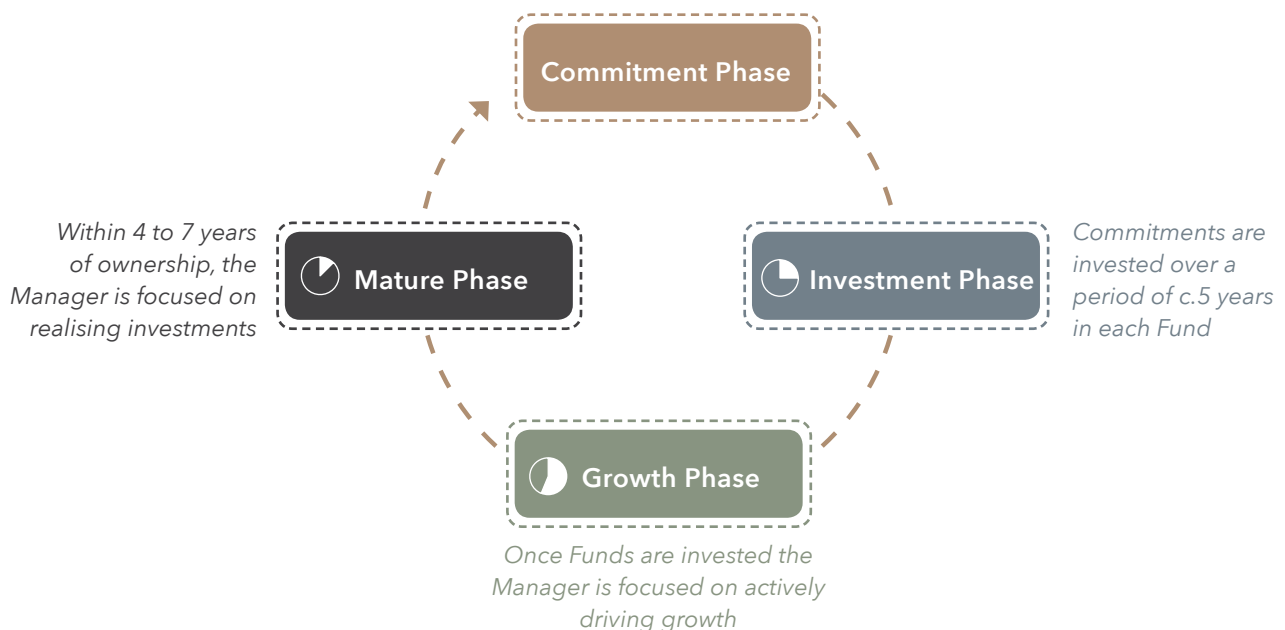 Commitment Phase
Within 4 to 7 years
of ownership, the
Manager is focused on
realising investments
Mature Phase
Investment Phase
Commitments are
invested over a
period of c.5 years
in each Fund
Growth Phase
Once Funds are invested the
Manager is focused on actively
driving growth